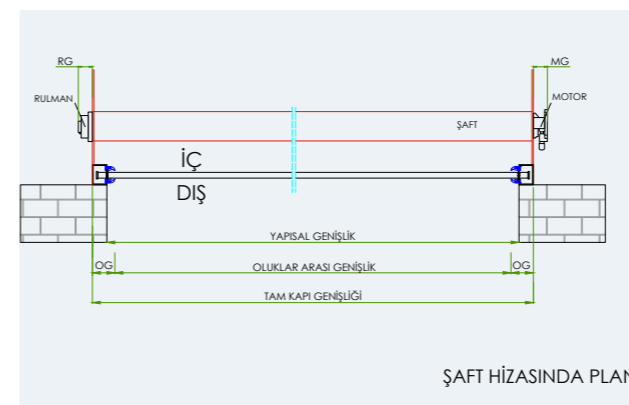 RG MG
RULMAN MOTOR
ŞAFT
İÇ
DIŞ
YAPISAL GENİŞLİK
OG OLUKLAR ARASI GENİŞLİK OG
TAM KAPI GENİŞLİĞİ
ŞAFT HİZASINDA PLAN